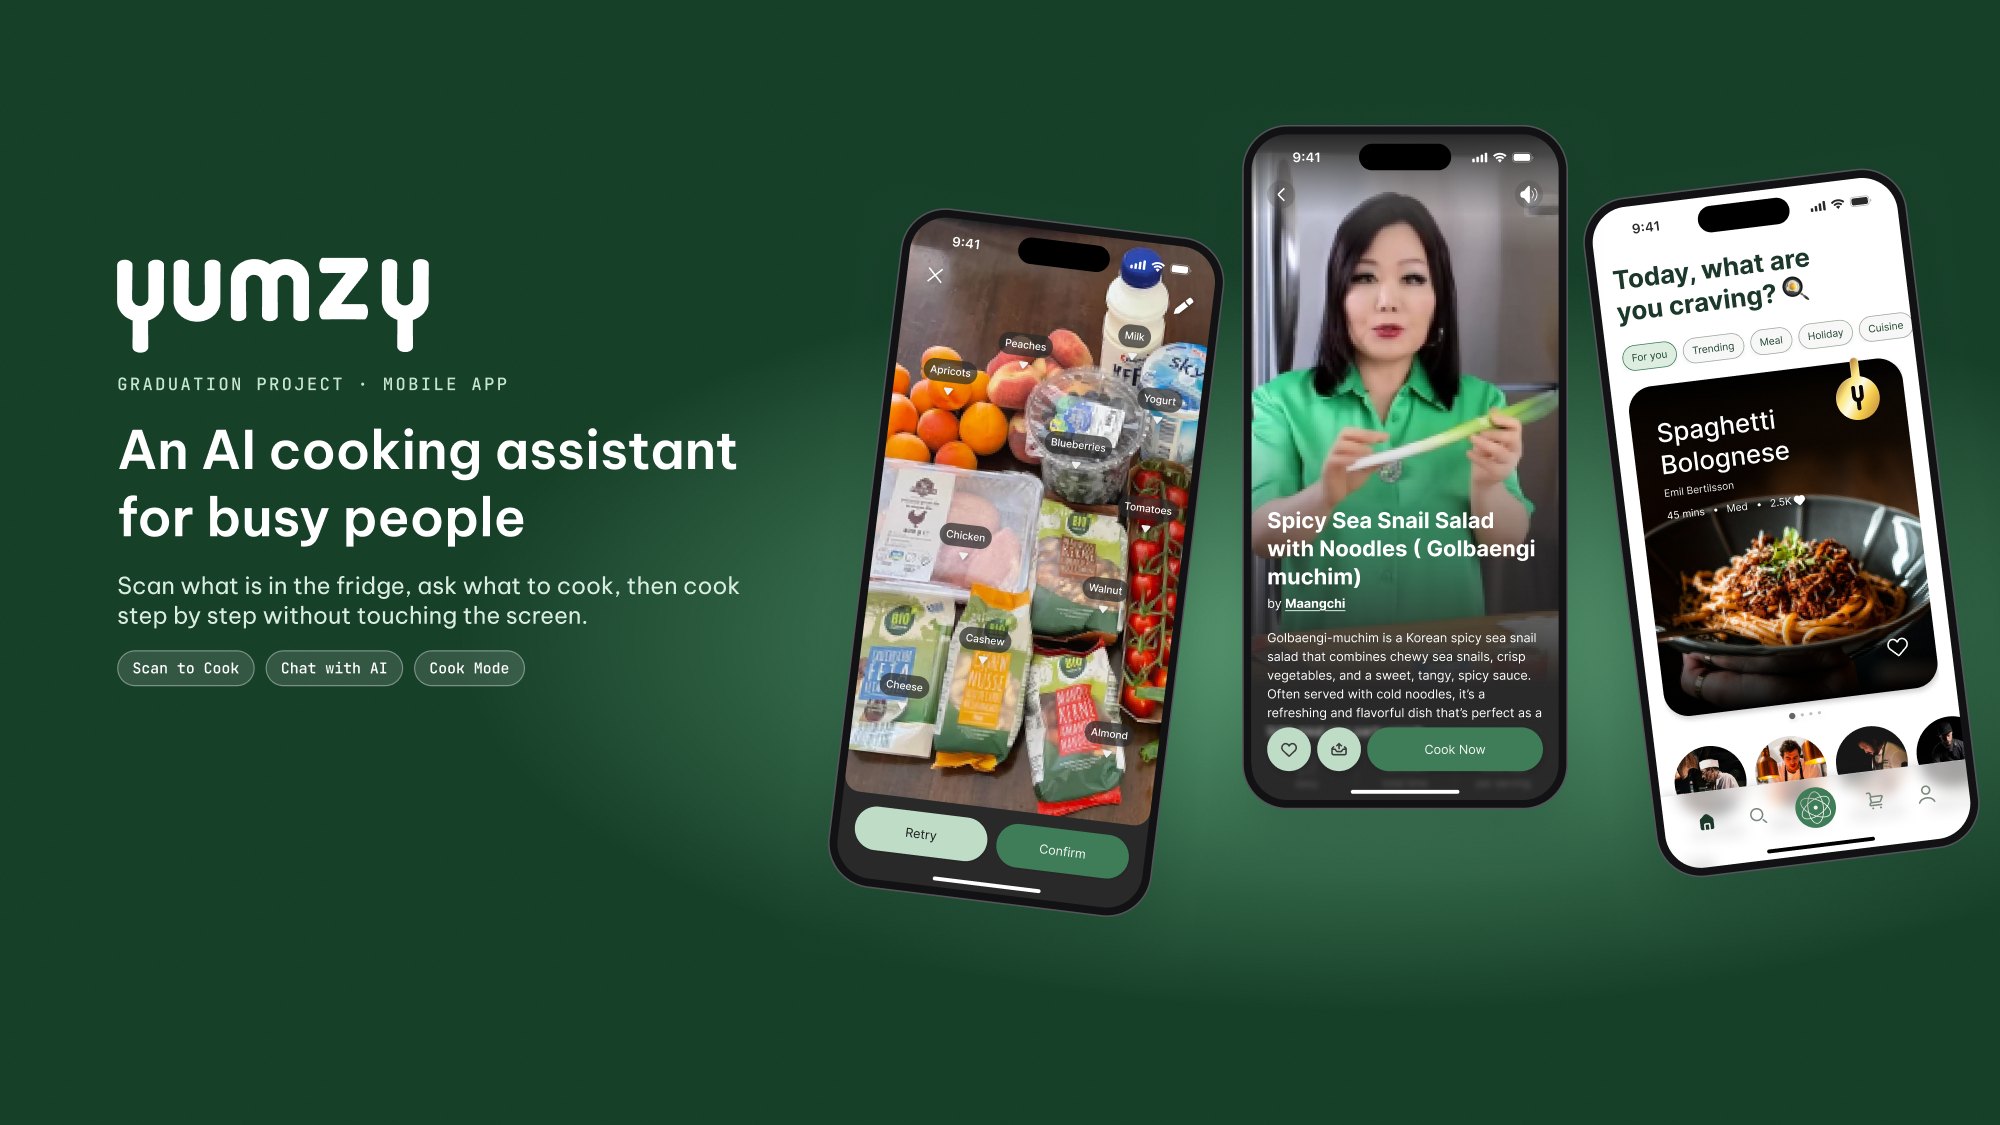 yumzy
GRADUATION PROJECT · MOBILE APP
An AI cooking assistant
for busy people
Scan what is in the fridge, ask what to cook, then cook
step by step without touching the screen.
Scan to Cook
Chat with AI
Cook Mode
9:41
Milk
Peaches
Apricots
Yogurt
Blueberries
Tomatoes
Chicken
Walnut
Cashew
Cheese
Almond
BIO
BIO
BIO
BIO
sky
FETA
Retry
Confirm
9:41
Spicy Sea Snail Salad
with Noodles ( Golbaengi
muchim)
by Maangchi
Golbaengi-muchim is a Korean spicy sea snail
salad that combines chewy sea snails, crisp
vegetables, and a sweet, tangy, spicy sauce.
Often served with cold noodles, it's a
refreshing and flavorful dish that's perfect as a
Cook Now
9:41
Today, what are
you craving?
For you
Trending
Meal
Holiday
Cuisine
Spaghetti
Bolognese
Emil Bertilsson
45 mins • Med • 2.5K